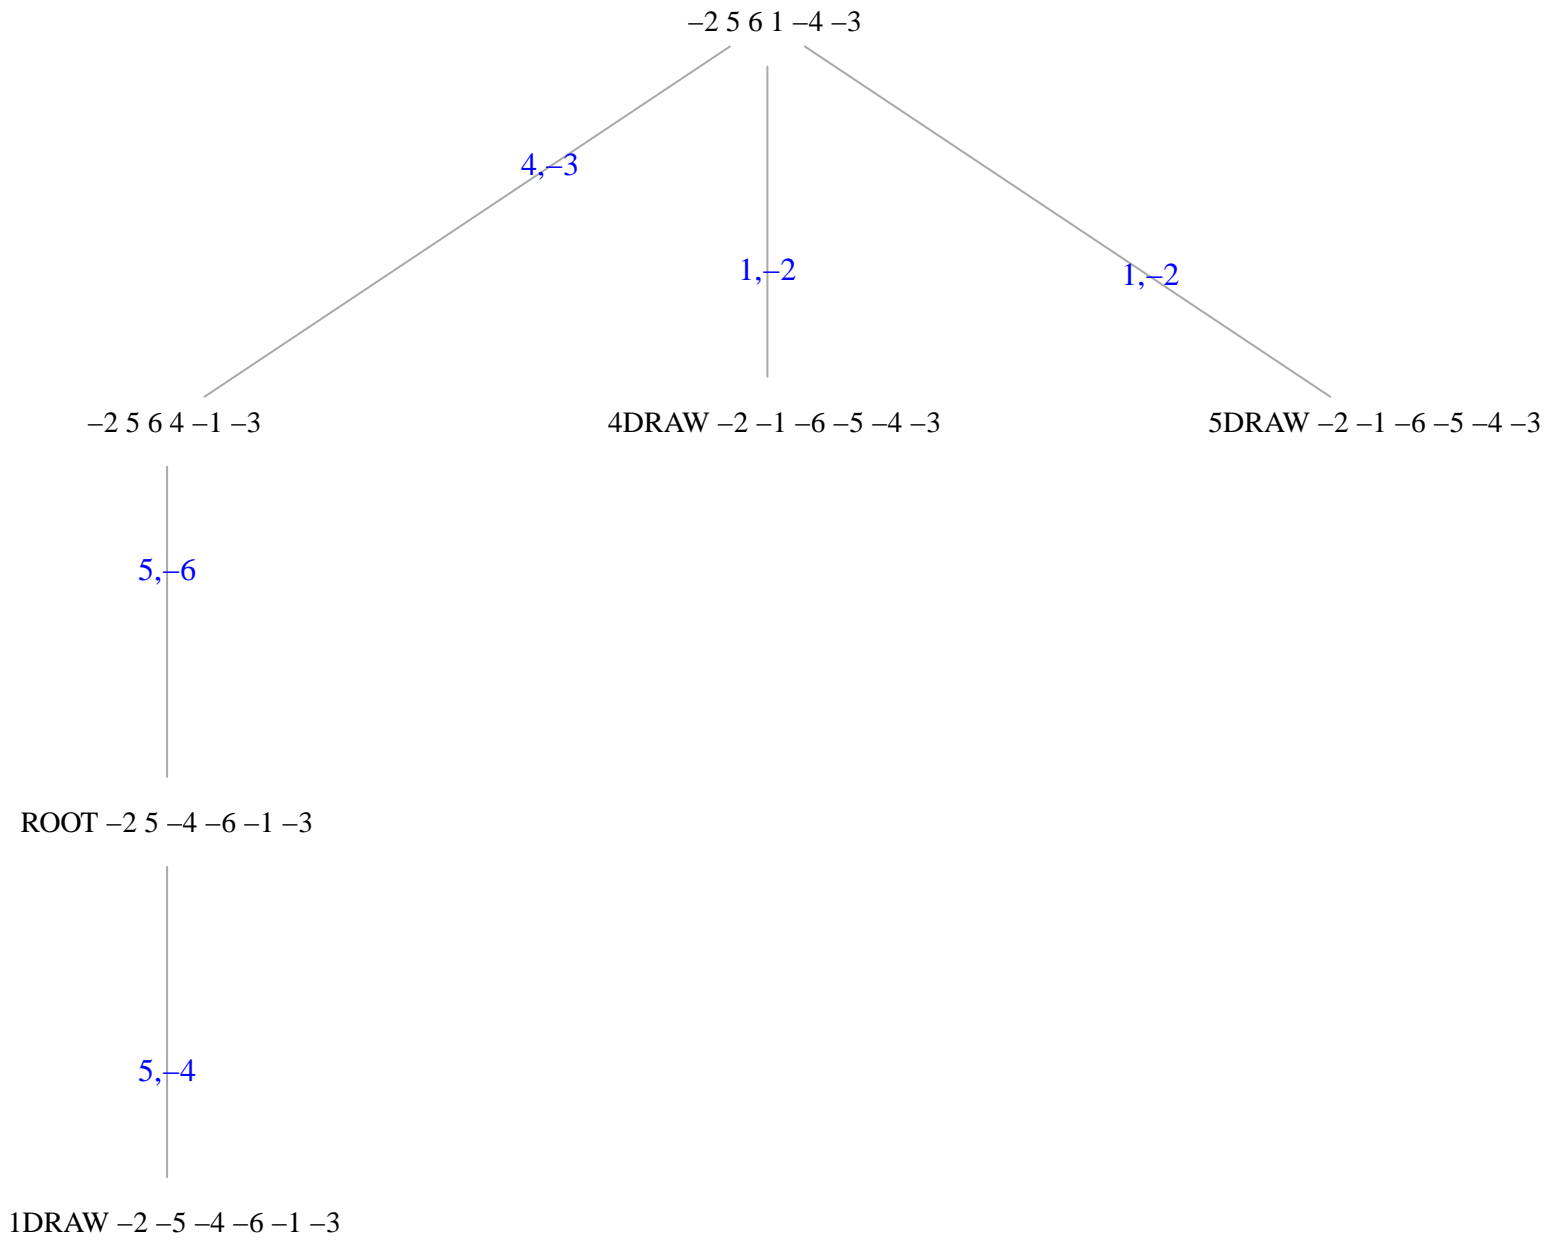 –2 5 6 1 –4 –3
4,–3
1,–2
1,–2
–2 5 6 4 –1 –3
4DRAW –2 –1 –6 –5 –4 –3
5DRAW –2 –1 –6 –5 –4 –3
5,–6
ROOT –2 5 –4 –6 –1 –3
5,–4
1DRAW –2 –5 –4 –6 –1 –3